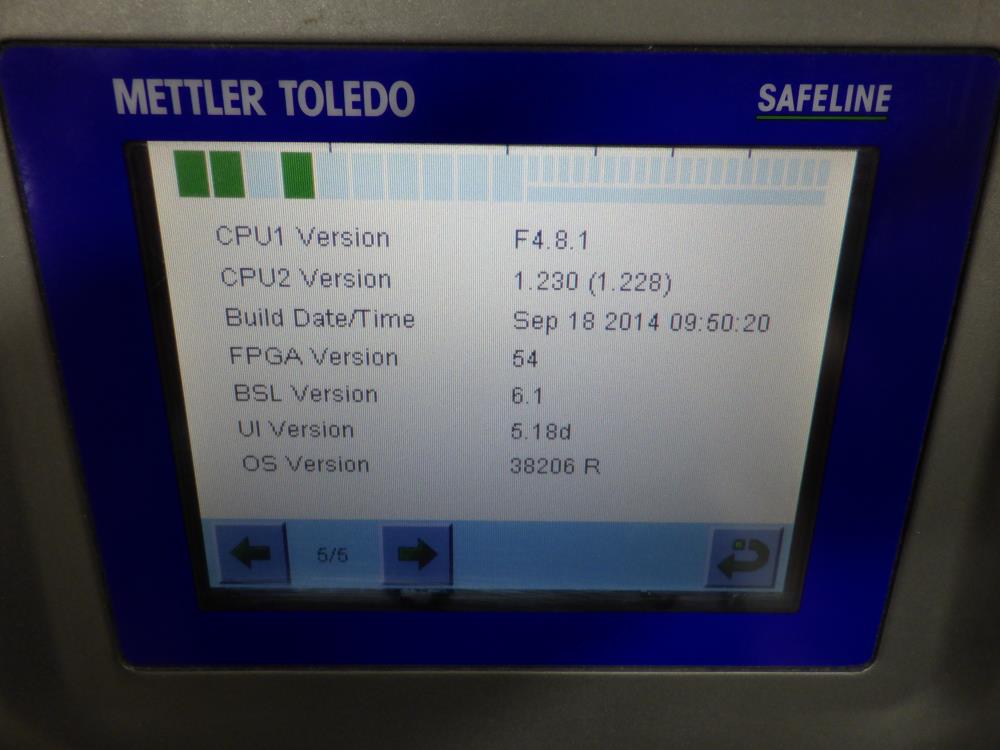 METTLER TOLEDO
SAFELINE
CPU1 Version F4.8.1
CPU2 Version 1.230 (1.228)
Build Date/Time Sep 18 2014 09:50:20
FPGA Version 54
BSL Version 6.1
UI Version 5.18d
OS Version 38206 R
5/5